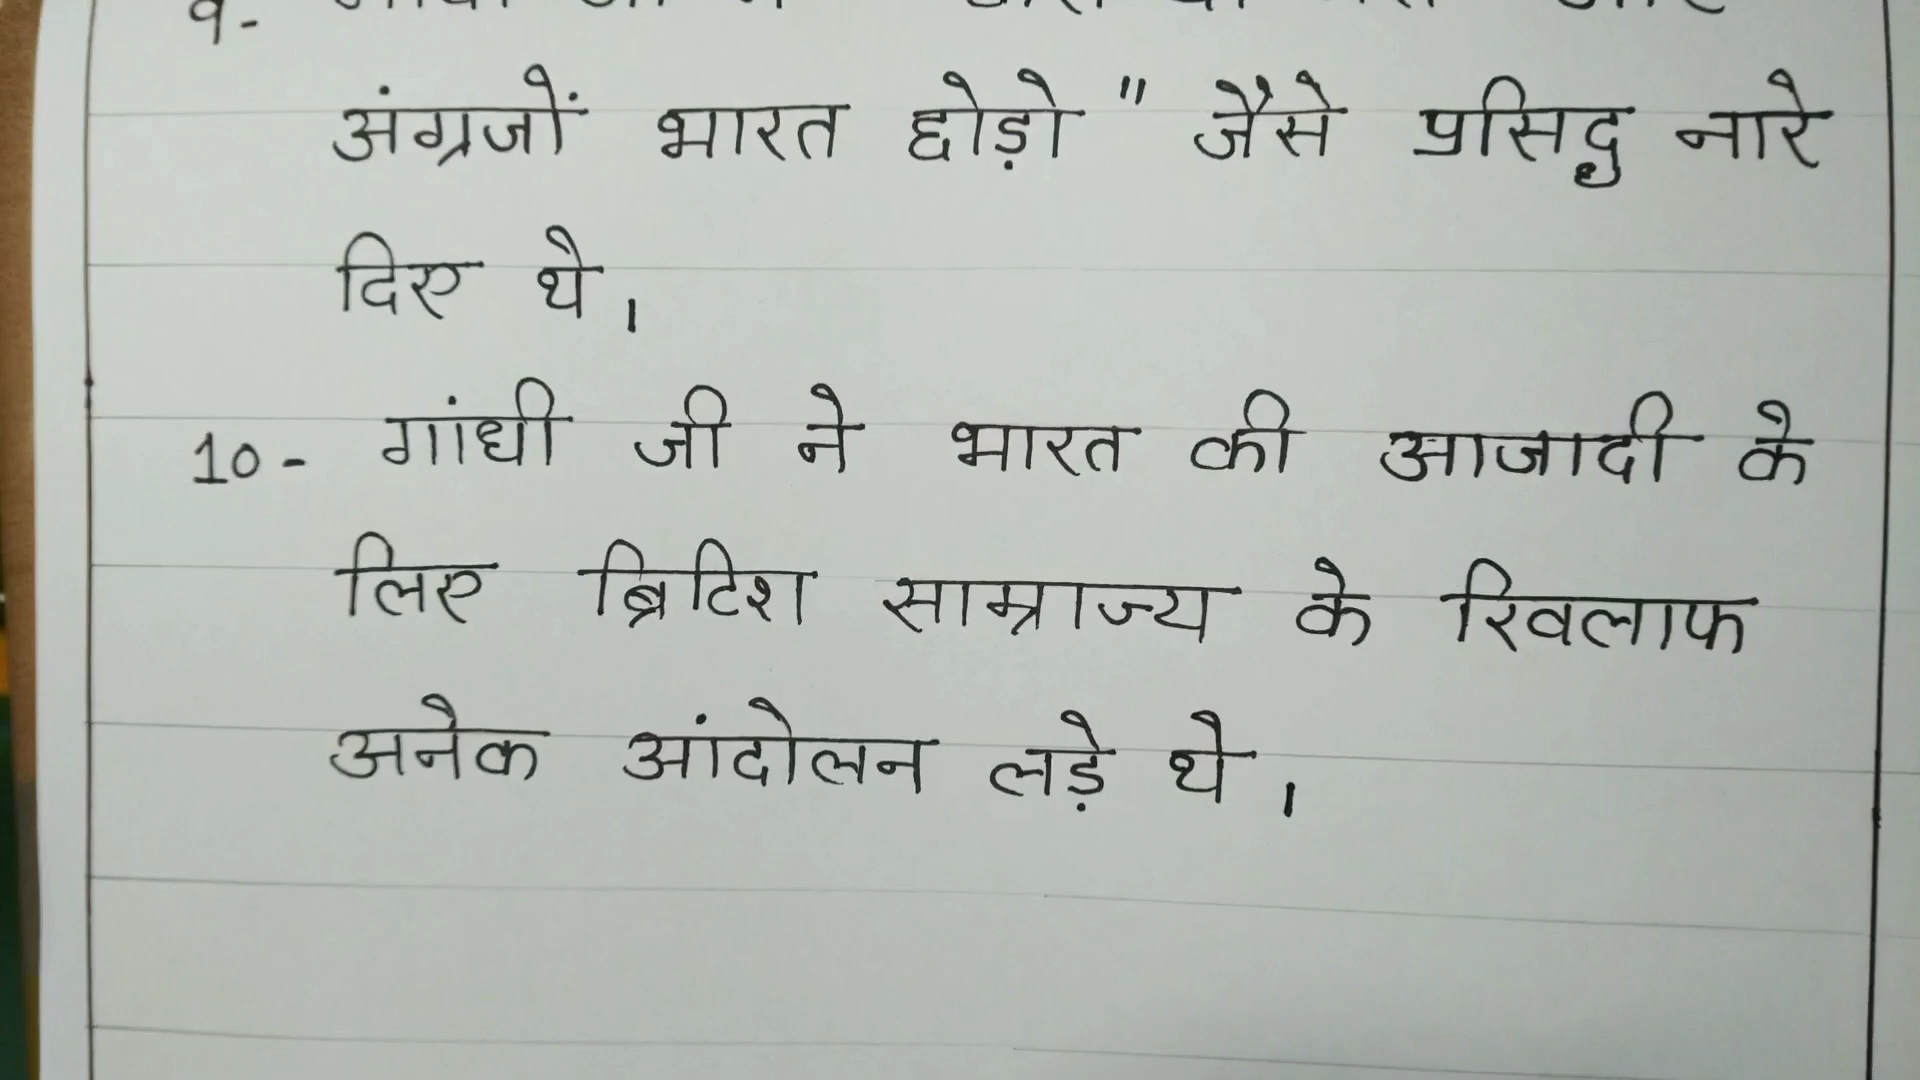 9-
अंग्रजों भारत छोड़ो" जैसे प्रसिद्ध नारे
दिए थे।
10- गांधी जी ने भारत की आजादी के
लिए ब्रिटिश साम्राज्य के खिलाफ
अनेक आंदोलन लड़े थे।